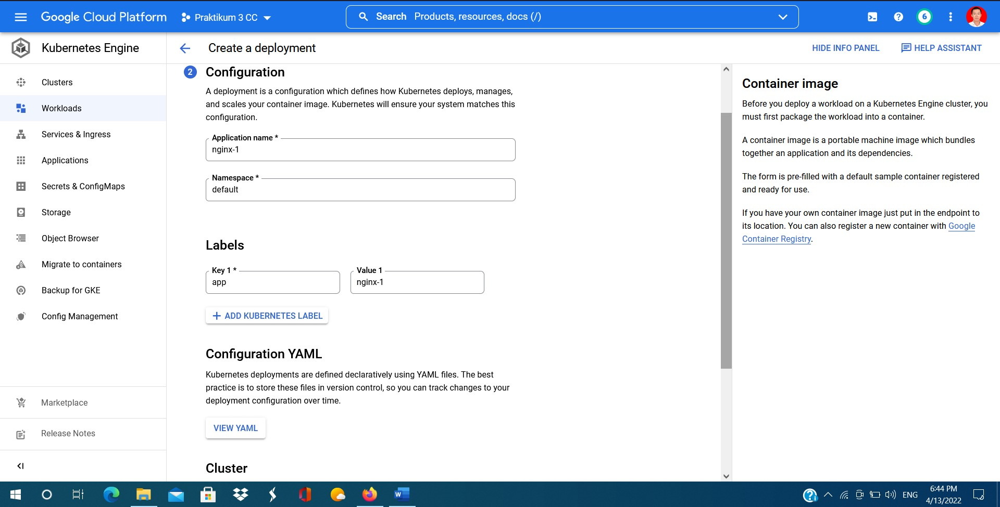 Google Cloud Platform
Praktikum 3 CC
Search Products, resources, docs (/)
6
Kubernetes Engine
Create a deployment
HIDE INFO PANEL
HELP ASSISTANT
Clusters
Workloads
Services & Ingress
Applications
Secrets & ConfigMaps
Storage
Object Browser
Migrate to containers
Backup for GKE
Config Management
Marketplace
Release Notes
2 Configuration
A deployment is a configuration which defines how Kubernetes deploys, manages,
and scales your container image. Kubernetes will ensure your system matches this
configuration.
Application name *
nginx-1
Namespace *
default
Labels
Key 1 *
app
Value 1
nginx-1
+ ADD KUBERNETES LABEL
Configuration YAML
Kubernetes deployments are defined declaratively using YAML files. The best
practice is to store these files in version control, so you can track changes to your
deployment configuration over time.
VIEW YAML
Cluster
Container image
Before you deploy a workload on a Kubernetes Engine cluster, you
must first package the workload into a container.
A container image is a portable machine image which bundles
together an application and its dependencies.
The form is pre-filled with a default sample container registered
and ready for use.
If you have your own container image just put in the endpoint to
its location. You can also register a new container with Google
Container Registry.
ENG
6:44 PM
4/13/2022